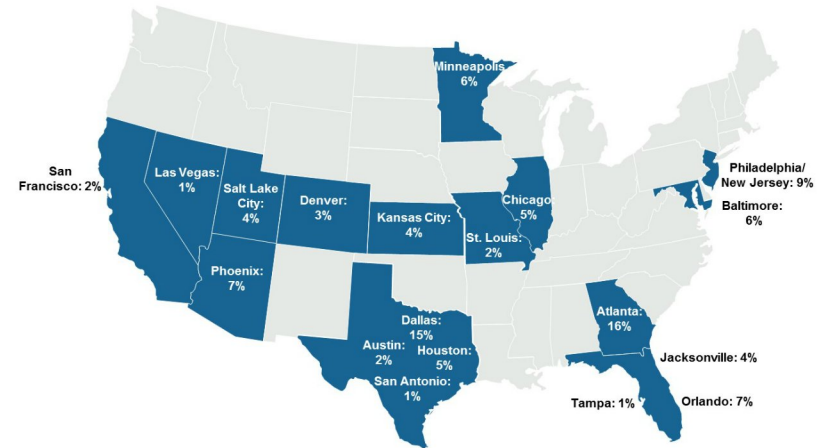 Minneapolis
6%
San
Francisco: 2%
Las Vegas:
1%
Salt Lake
City:
4%
Denver:
3%
Kansas City:
4%
Chicago
5%
St. Louis:
2%
Philadelphia/
New Jersey: 9%
Baltimore:
6%
Phoenix:
7%
Dallas:
15%
Austin:
2%
Houston:
5%
San Antonio:
1%
Atlanta:
16%
Jacksonville: 4%
Tampa: 1%
Orlando: 7%